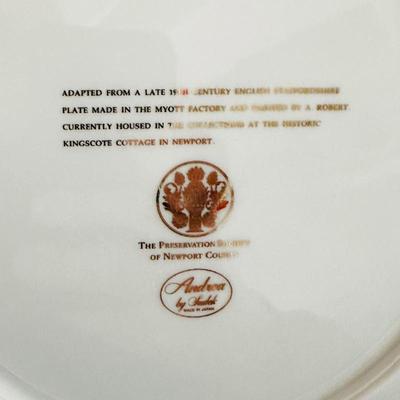 ADAPTED FROM A LATE 19TH CENTURY ENGLISH STAFFORDSHIRE
PLATE MADE IN THE MYOTT FACTORY AND PAINTED BY A. ROBERT.
CURRENTLY HOUSED IN THE COLLECTIONS AT THE HISTORIC
KINGSCOTE COTTAGE IN NEWPORT.
THE PRESERVATION SOCIETY
OF NEWPORT COUNTY
Andrea
by Sadek
MADE IN JAPAN